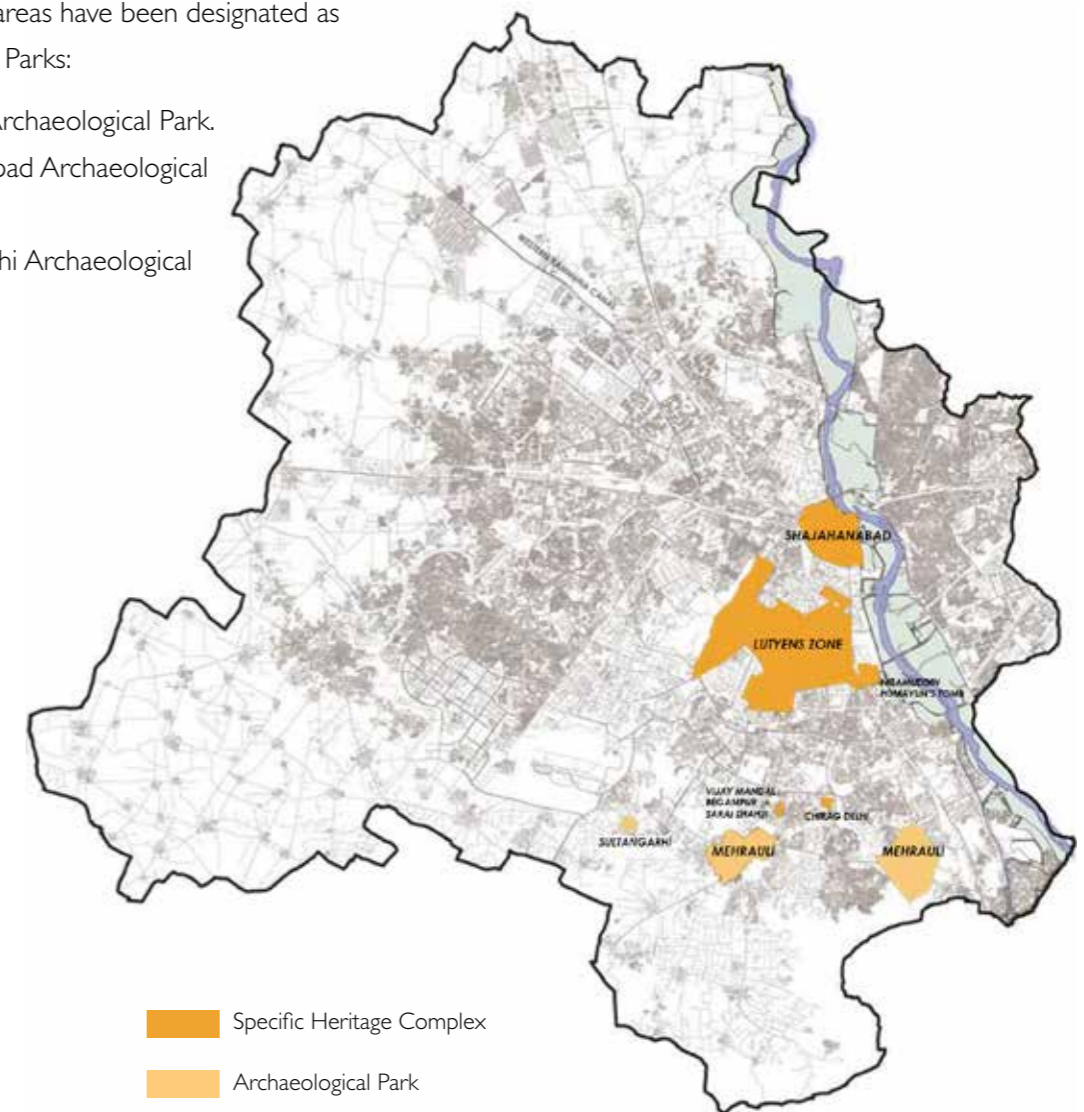 areas have been designated as
Parks:
Archaeological Park.
bad Archaeological
hi Archaeological
WESTERN YAMUNA CANAL
SHAJAHANABAD
LUTYENS ZONE
HUMAYUN'S TOMB
VIJAY MANDAL
BEGAMPUR
SARAI SHAHJI
CHIRAG DELHI
SULTANGARHI
MEHRAULI
MEHRAULI
Specific Heritage Complex
Archaeological Park